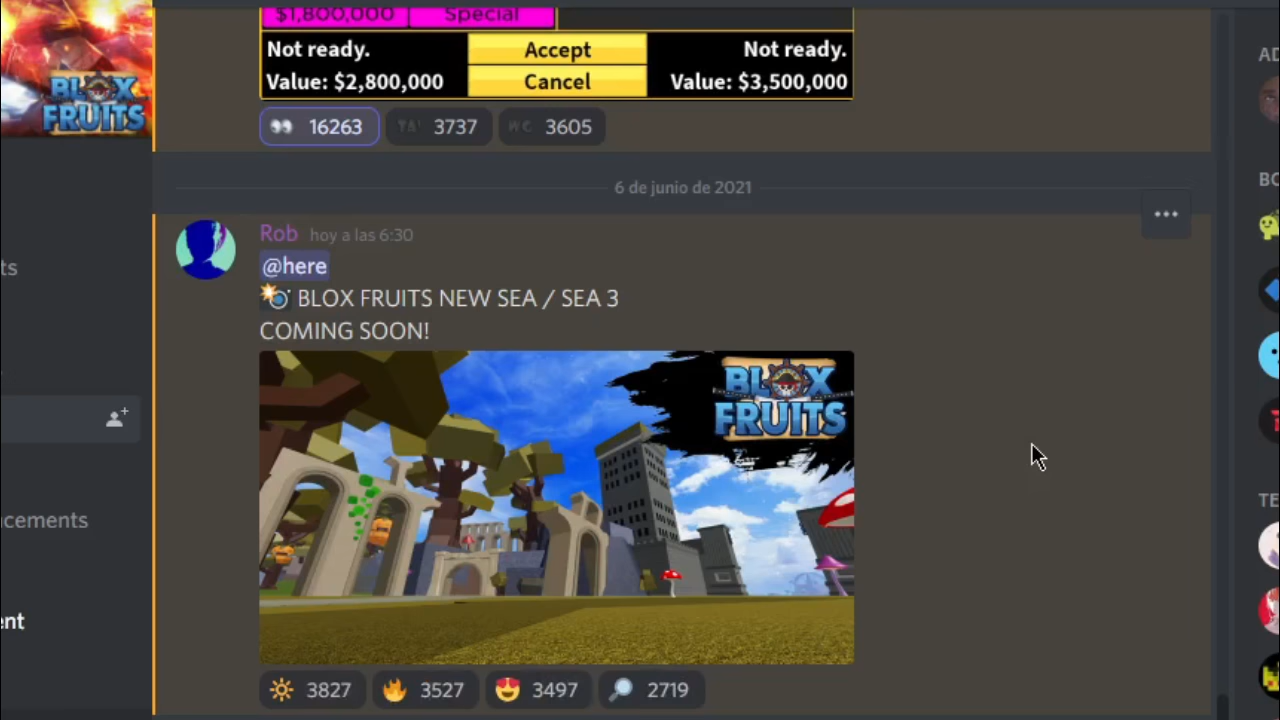 $1,800,000 Special
Not ready. Accept Not ready.
Value: $2,800,000 Cancel Value: $3,500,000
BLOX
FRUITS
16263 3737 3605
6 de junio de 2021
Rob hoy a las 6:30
@here
BLOX FRUITS NEW SEA / SEA 3
COMING SOON!
BLOX
FRUITS
3827 3527 3497 2719
ts
cements
ent
AD
BO
TE